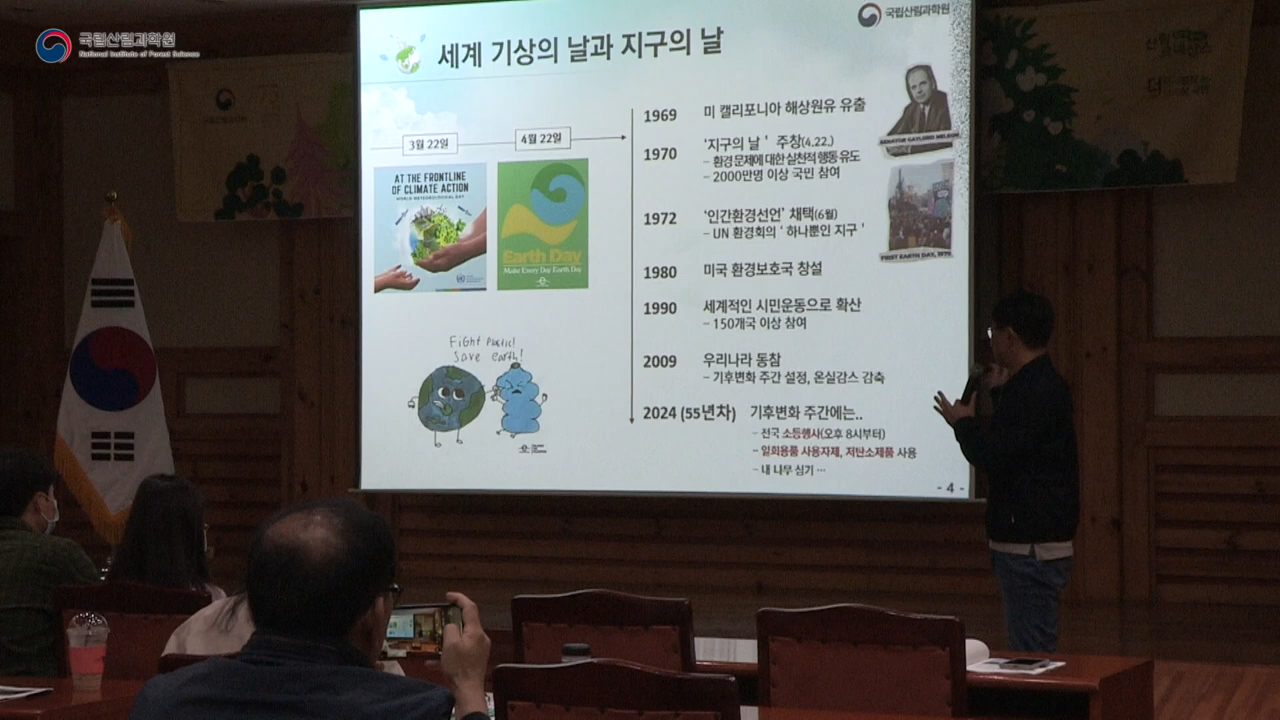 국립산림과학원
National Institute of Forest Science
국립산림과학원
세계 기상의 날과 지구의 날
3월 22일
4월 22일
AT THE FRONTLINE
OF CLIMATE ACTION
WORLD METEOROLOGICAL DAY
Earth Day
Make Every Day Earth Day
Fight Plastic!
Save earth!
1969 미 캘리포니아 해상원유 유출
1970 '지구의 날' 주창(4.22.)
- 환경 문제에 대한 실천적 행동 유도
- 2000만명 이상 국민 참여
1972 '인간환경선언' 채택(6월)
- UN 환경회의 '하나뿐인 지구'
1980 미국 환경보호국 창설
1990 세계적인 시민운동으로 확산
- 150개국 이상 참여
2009 우리나라 동참
- 기후변화 주간 설정, 온실감스 감축
2024 (55년차) 기후변화 주간에는..
- 전국 소등행사(오후 8시부터)
- 일회용품 사용자제, 저탄소제품 사용
- 내 나무 심기 ...
SENATOR GAYLORD NELSON
FIRST EARTH DAY, 1970
- 4 -